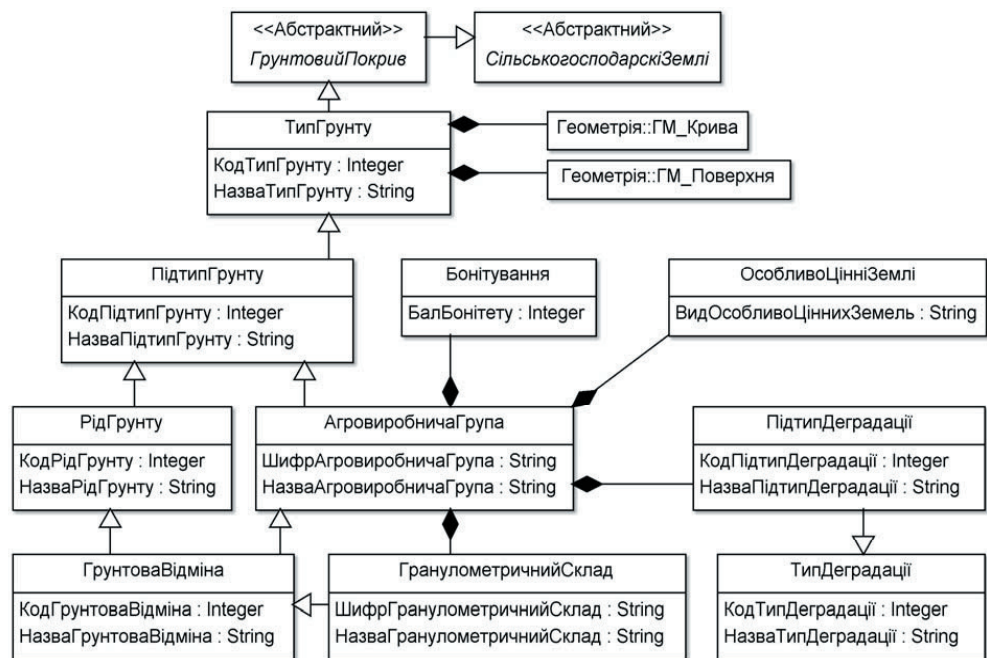 <<Абстрактний>>
ГрунтовийПокрив
<<Абстрактний>>
СільськогосподарскіЗемлі
ТипГрунту
КодТипГрунту : Integer
НазваТипГрунту : String
Геометрія::ГМ_Крива
Геометрія::ГМ_Поверхня
ПідтипГрунту
КодПідтипГрунту : Integer
НазваПідтипГрунту : String
Бонітування
БалБонітету : Integer
ОсобливоЦінніЗемлі
ВидОсобливоЦіннихЗемель : String
РідГрунту
КодРідГрунту : Integer
НазваРідГрунту : String
АгровиробничаГрупа
ШифрАгровиробничаГрупа : String
НазваАгровиробничаГрупа : String
ПідтипДеградації
КодПідтипДеградації : Integer
НазваПідтипДеградації : String
ГрунтоваВідміна
КодГрунтоваВідміна : Integer
НазваГрунтоваВідміна : String
ГранулометричнийСклад
ШифрГранулометричнийСклад : String
НазваГранулометричнийСклад : String
ТипДеградації
КодТипДеградації : Integer
НазваТипДеградації : String